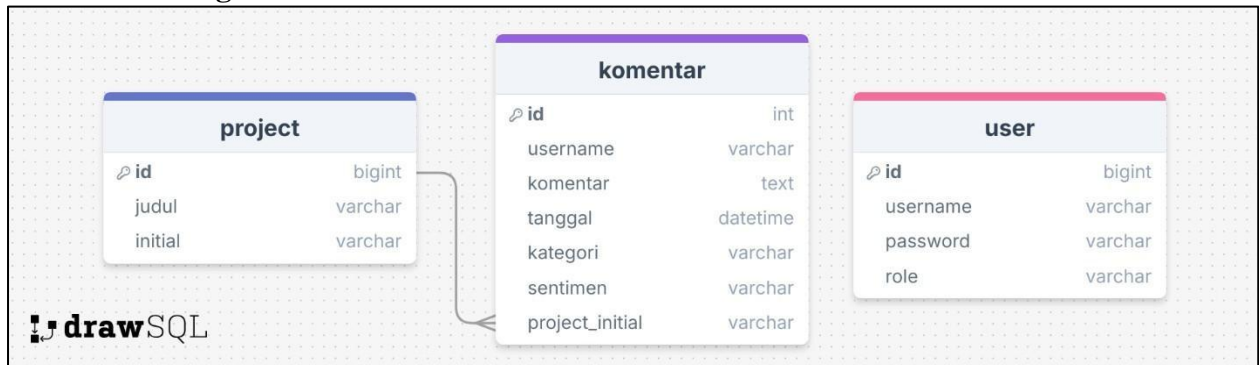 project
id bigint
judul varchar
initial varchar
komentar
id int
username varchar
komentar text
tanggal datetime
kategori varchar
sentimen varchar
project_initial varchar
user
id bigint
username varchar
password varchar
role varchar
drawSQL